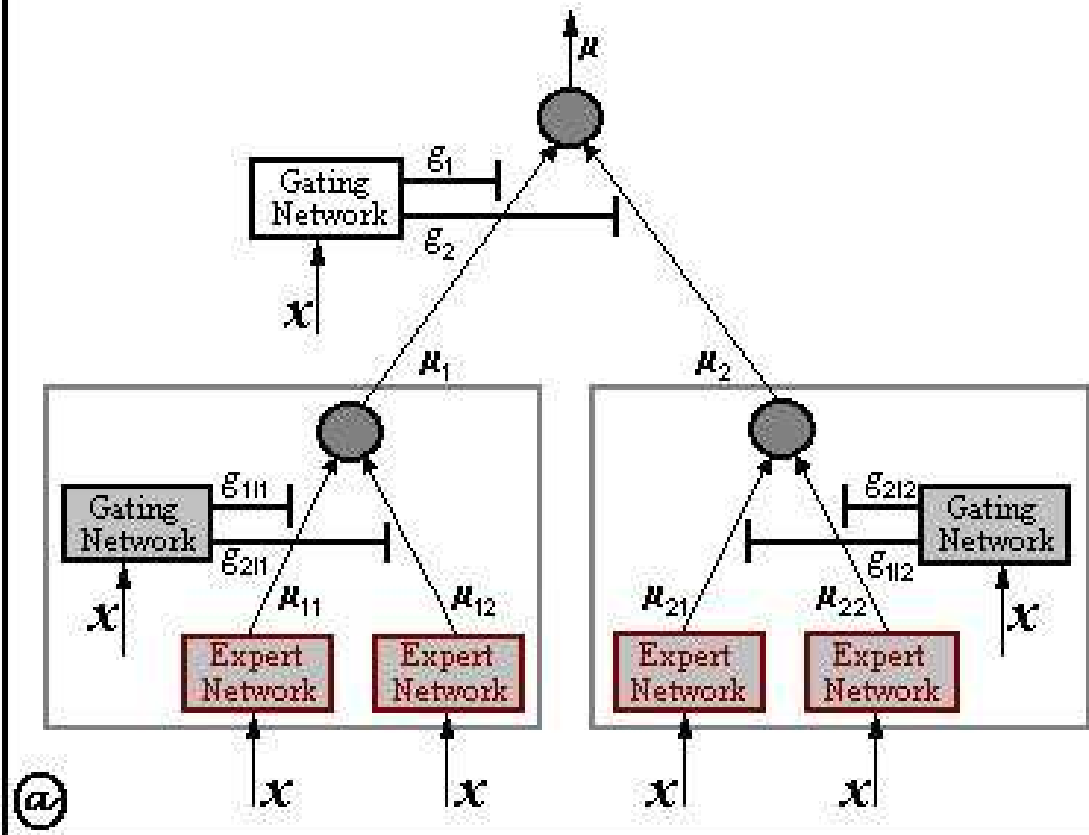 μ
g₁
Gating
Network
g₂
x
μ₁
μ₂
g₁|₁
g₂|₂
Gating
Network
Gating
Network
g₂|₁
g₁|₂
x
μ₁₁
μ₁₂
μ₂₁
μ₂₂
x
Expert
Network
Expert
Network
Expert
Network
Expert
Network
x
x
x
x
a